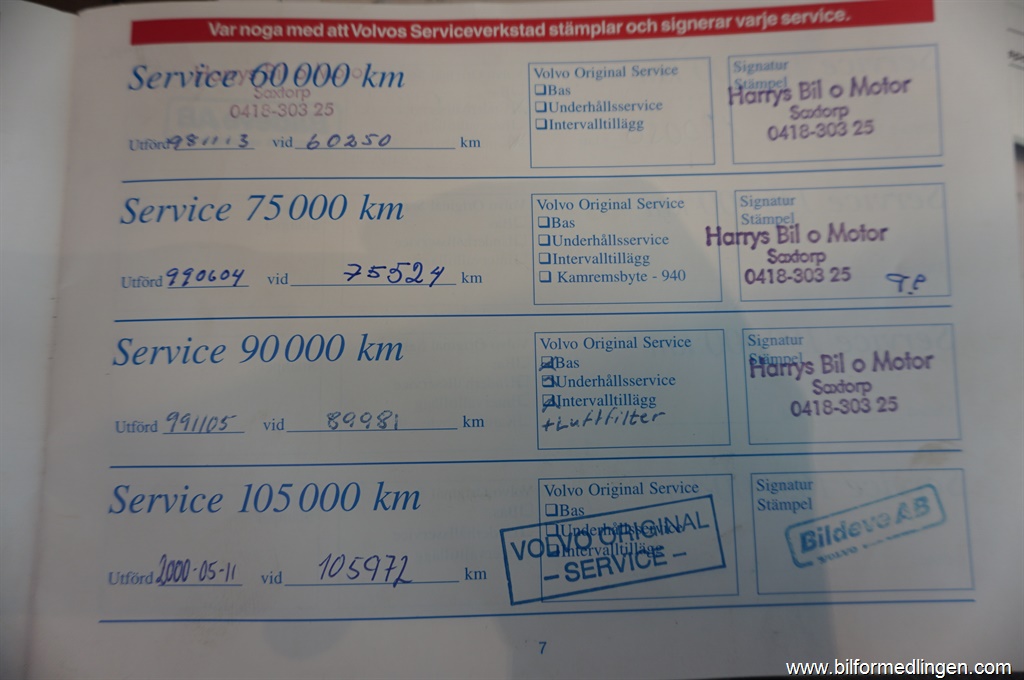 Var noga med att Volvos Serviceverkstad stämplar och signerar varje service.
Service 60 000 km
Saxtorp
0418-303 25
Utförd 981113 vid 60250 km
Volvo Original Service
❑Bas
❑Underhållsservice
❑Intervalltillägg
Signatur
Stämpel
Harrys Bil o Motor
Saxtorp
0418-303 25
Service 75 000 km
Utförd 990604 vid 75524 km
Volvo Original Service
❑Bas
❑Underhållsservice
❑Intervalltillägg
❑ Kamremsbyte - 940
Signatur
Stämpel
Harrys Bil o Motor
Saxtorp
0418-303 25
T.P
Service 90 000 km
Utförd 991105 vid 89981 km
Volvo Original Service
❑Bas
❑Underhållsservice
❑Intervalltillägg
+Luftfilter
Signatur
Stämpel
Harrys Bil o Motor
Saxtorp
0418-303 25
Service 105 000 km
Utförd 2000-05-11 vid 105972 km
Volvo Original Service
❑Bas
❑Underhållsservice
❑Intervalltillägg
VOLVO ORIGINAL
– SERVICE –
Signatur
Stämpel
Bildeve AB
VOLVO
7
www.bilformedlingen.com